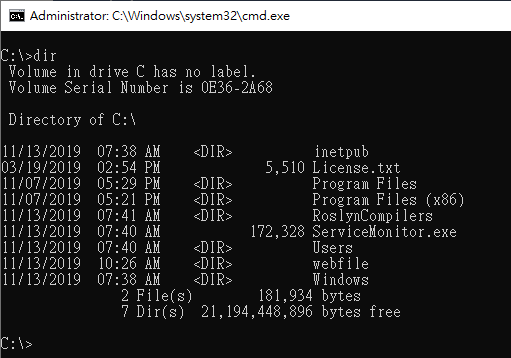 Administrator: C:\Windows\system32\cmd.exe
C:\>dir
 Volume in drive C has no label.
 Volume Serial Number is 0E36-2A68
 Directory of C:\
11/13/2019  07:38 AM    <DIR>          inetpub
03/19/2019  02:54 PM             5,510 License.txt
11/07/2019  05:29 PM    <DIR>          Program Files
11/07/2019  05:21 PM    <DIR>          Program Files (x86)
11/13/2019  07:41 AM    <DIR>          RoslynCompilers
11/13/2019  07:40 AM           172,328 ServiceMonitor.exe
11/13/2019  07:40 AM    <DIR>          Users
11/13/2019  10:26 AM    <DIR>          webfile
11/13/2019  07:38 AM    <DIR>          Windows
               2 File(s)        181,934 bytes
               7 Dir(s)  21,194,448,896 bytes free
C:\>